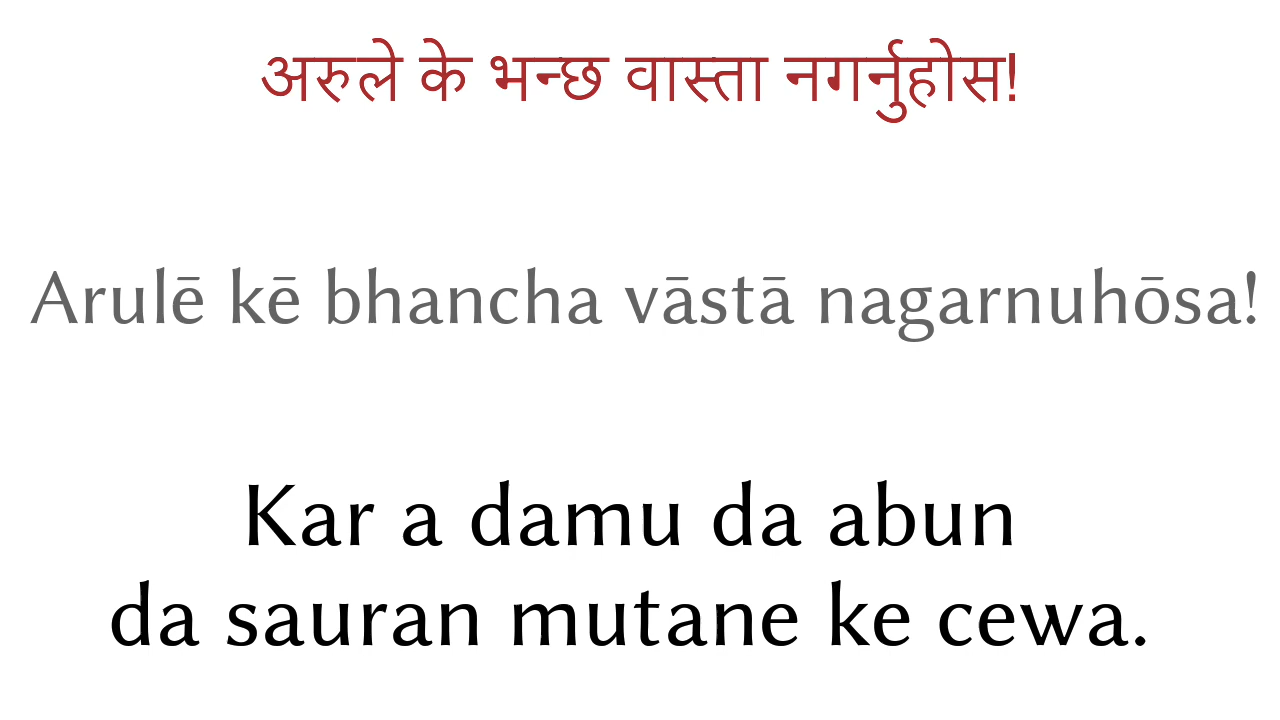 अरुले के भन्छ वास्ता नगर्नुहोस!
Arulē kē bhancha vāstā nagarnuhōsa!
Kar a damu da abun
da sauran mutane ke cewa.